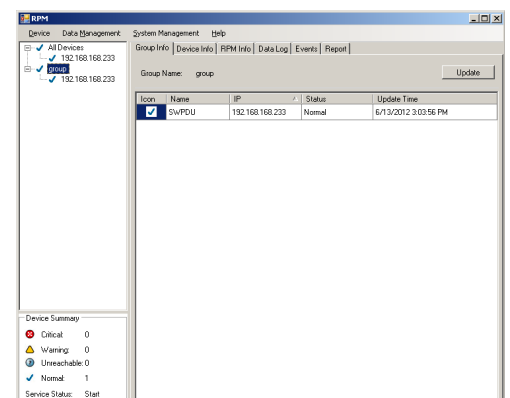 RPM
Device Data Management System Management Help
All Devices
192.168.168.233
group
192.168.168.233
Group Info Device Info RPM Info Data Log Events Report
Group Name: group Update
Icon Name IP Status Update Time
SWPDU 192.168.168.233 Normal 6/13/2012 3:03:56 PM
Device Summary
Critical: 0
Warning: 0
Unreachable: 0
Normal: 1
Service Status: Start